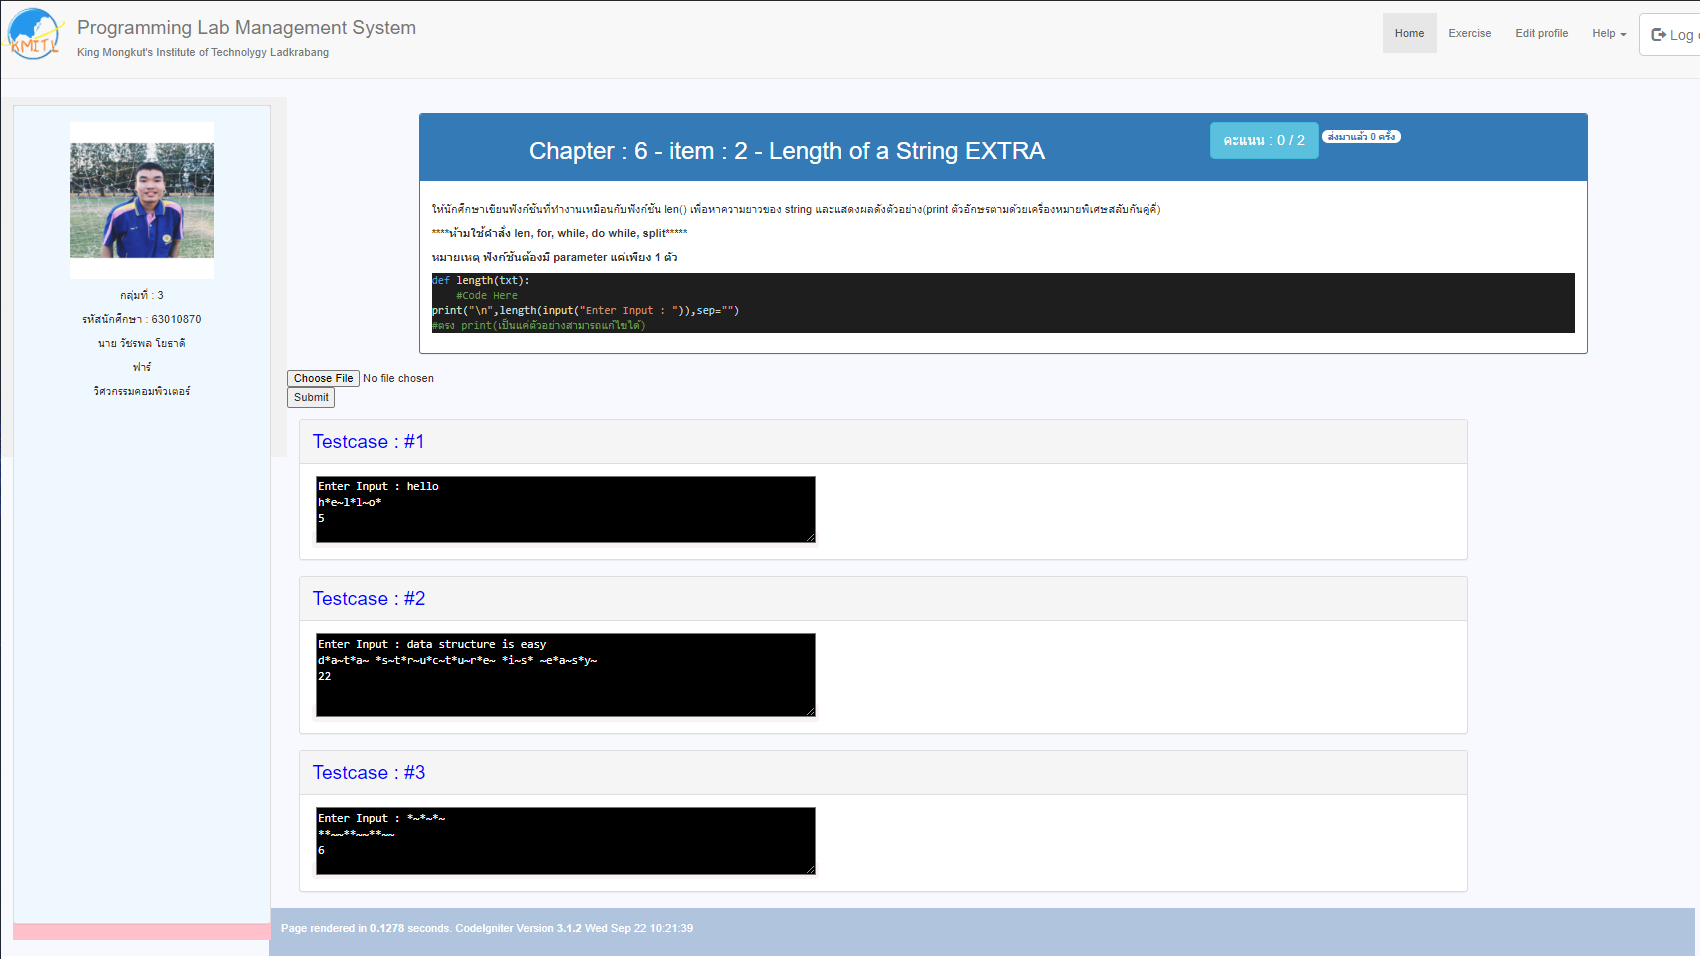 KMITL
Programming Lab Management System
King Mongkut's Institute of Technolygy Ladkrabang
Home
Exercise
Edit profile
Help
Log
กลุ่มที่ : 3
รหัสนักศึกษา : 63010870
นาย วัชรพล โยธาดี
ฟาร์
วิศวกรรมคอมพิวเตอร์
Chapter : 6 - item : 2 - Length of a String EXTRA
คะแนน : 0 / 2
ส่งมาแล้ว 0 ครั้ง
ให้นักศึกษาเขียนฟังก์ชันที่ทำงานเหมือนกับฟังก์ชัน len() เพื่อหาความยาวของ string และแสดงผลดังตัวอย่าง(print ตัวอักษรตามด้วยเครื่องหมายพิเศษสลับกันคู่คี่)
****ห้ามใช้คำสั่ง len, for, while, do while, split*****
หมายเหตุ ฟังก์ชันต้องมี parameter แค่เพียง 1 ตัว
def length(txt):
#Code Here
print("\n",length(input("Enter Input : ")),sep="")
#ตรง print(เป็นแค่ตัวอย่างสามารถแก้ไขได้)
Choose File No file chosen
Submit
Testcase : #1
Enter Input : hello
h*e~l*l~o*
5
Testcase : #2
Enter Input : data structure is easy
d*a~t*a~ *s~t*r~u*c~t*u~r*e~ *i~s* ~e*a~s*y~
22
Testcase : #3
Enter Input : *~*~*~
**~~**~~**~~
6
Page rendered in 0.1278 seconds. CodeIgniter Version 3.1.2 Wed Sep 22 10:21:39